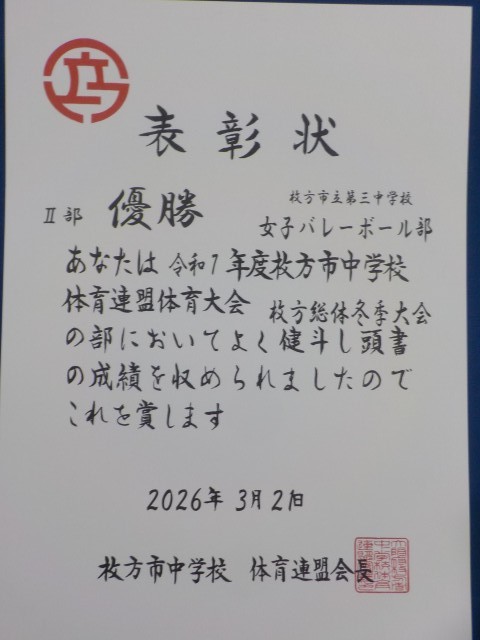 表彰状
枚方市立第三中学校
Ⅱ部 優勝 女子バレーボール部
あなたは 令和7年度枚方市中学校
体育連盟体育大会 枚方総体冬季大会
の部においてよく健斗し頭書
の成績を収められましたので
これを賞します
2026年 3月 2日
枚方市中学校 体育連盟会長